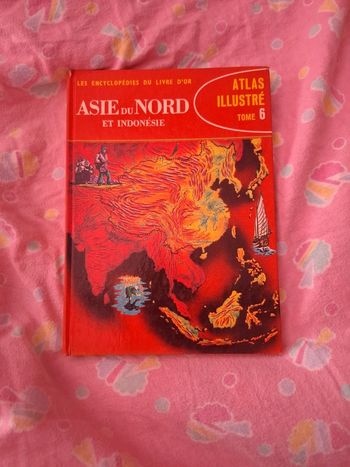 LES ENCYCLOPÉDIES DU LIVRE D'OR
ASIE DU NORD
ET INDONÉSIE
ATLAS
ILLUSTRÉ
TOME 6